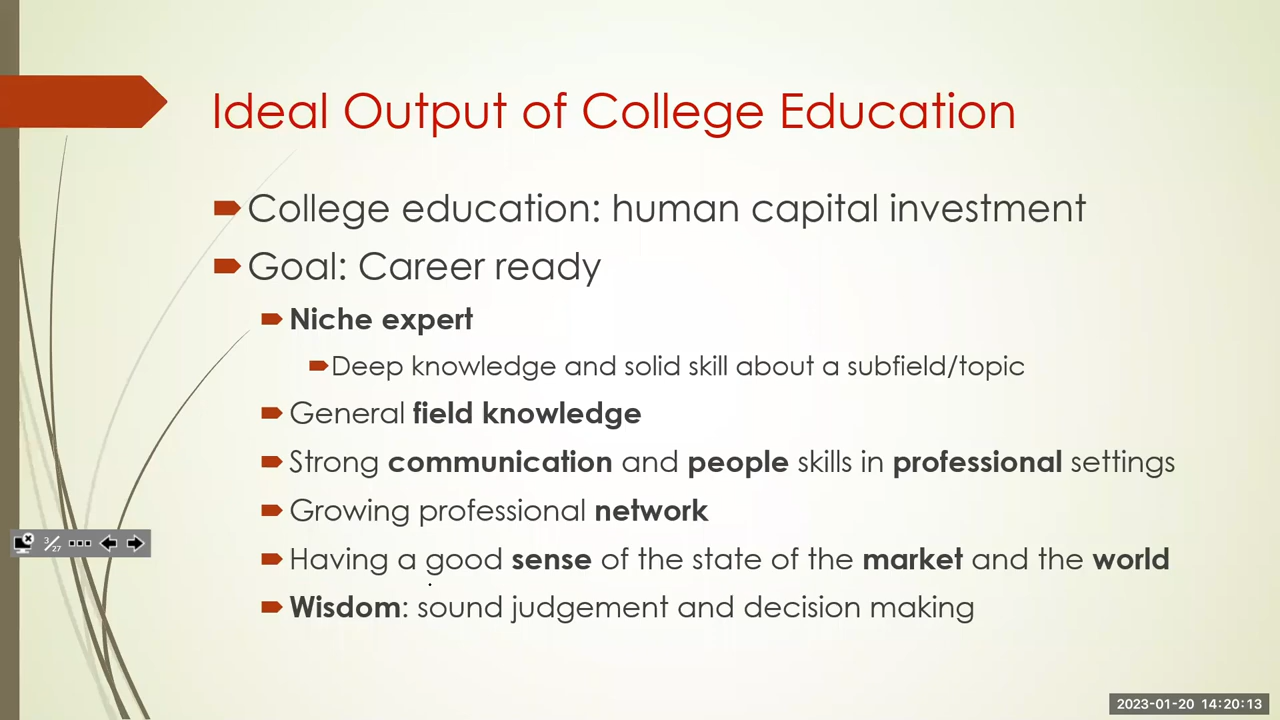 Ideal Output of College Education
College education: human capital investment
Goal: Career ready
Niche expert
Deep knowledge and solid skill about a subfield/topic
General field knowledge
Strong communication and people skills in professional settings
Growing professional network
Having a good sense of the state of the market and the world
3/27
Wisdom: sound judgement and decision making
2023-01-20 14:20:13